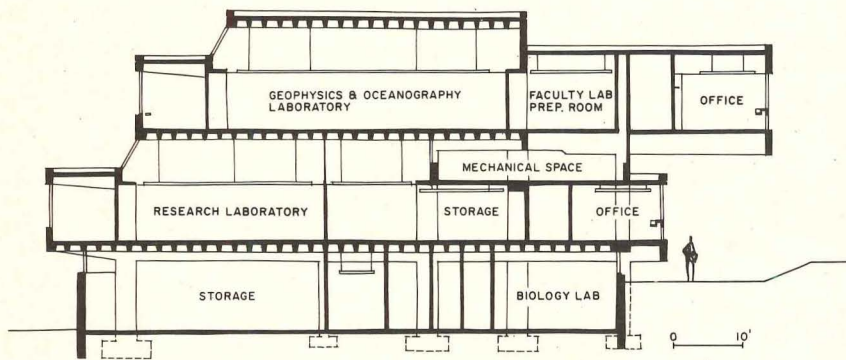 GEOPHYSICS & OCEANOGRAPHY
LABORATORY
FACULTY LAB
PREP. ROOM
OFFICE
MECHANICAL SPACE
RESEARCH LABORATORY
STORAGE
OFFICE
STORAGE
BIOLOGY LAB
0 10'